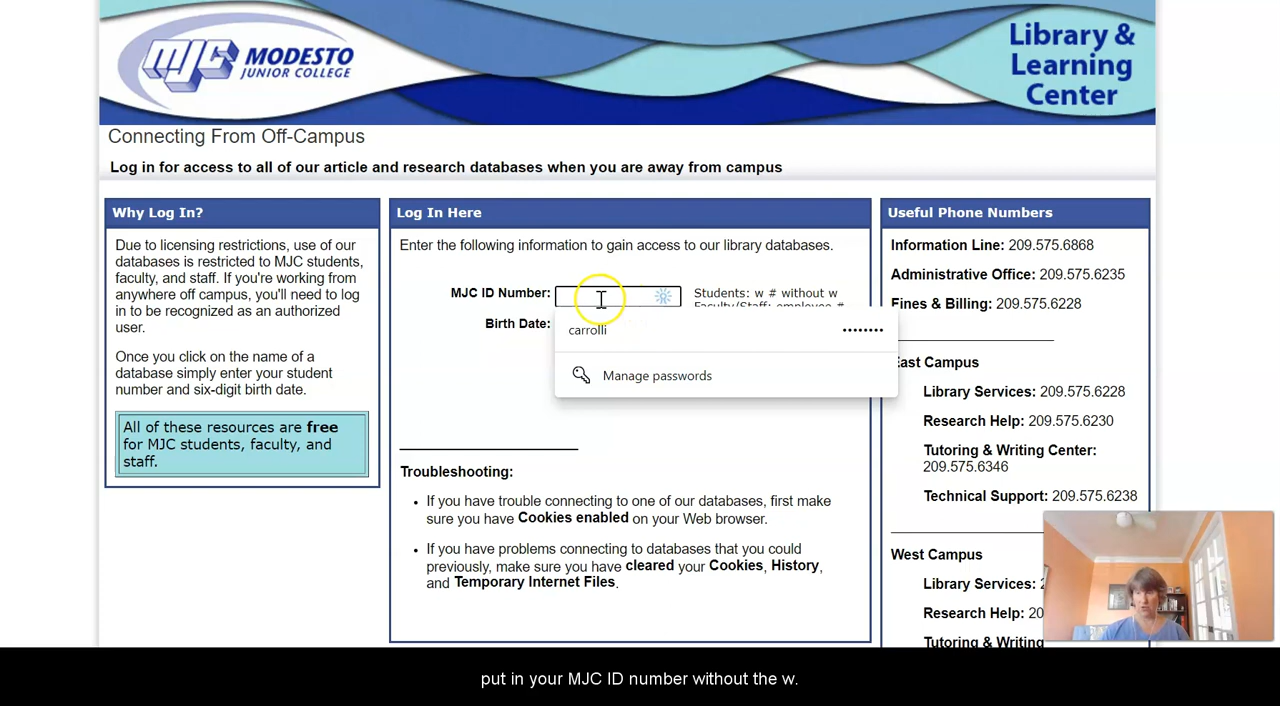 MJC MODESTO
JUNIOR COLLEGE
Library &
Learning
Center
Connecting From Off-Campus
Log in for access to all of our article and research databases when you are away from campus
Why Log In?
Due to licensing restrictions, use of our
databases is restricted to MJC students,
faculty, and staff. If you're working from
anywhere off campus, you'll need to log
in to be recognized as an authorized
user.
Once you click on the name of a
database simply enter your student
number and six-digit birth date.
All of these resources are free
for MJC students, faculty, and
staff.
Log In Here
Enter the following information to gain access to our library databases.
MJC ID Number:
Students: w # without w
Faculty/Staff: employee #
Birth Date:
carrolli ••••••••
Manage passwords
Troubleshooting:
• If you have trouble connecting to one of our databases, first make
sure you have Cookies enabled on your Web browser.
• If you have problems connecting to databases that you could
previously, make sure you have cleared your Cookies, History,
and Temporary Internet Files.
Useful Phone Numbers
Information Line: 209.575.6868
Administrative Office: 209.575.6235
Fines & Billing: 209.575.6228
East Campus
Library Services: 209.575.6228
Research Help: 209.575.6230
Tutoring & Writing Center:
209.575.6346
Technical Support: 209.575.6238
West Campus
Library Services:
Research Help: 20
Tutoring & Writing
put in your MJC ID number without the w.